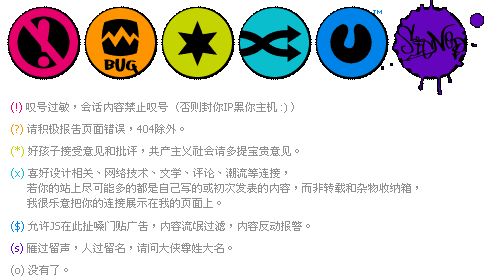 TM
BUG
SIGNOF
(!) 叹号过敏，会话内容禁止叹号（否则封你IP黑你主机 :) ）
(?) 请积极报告页面错误，404除外。
(*) 好孩子接受意见和批评，共产主义社会请多提宝贵意见。
(x) 喜好设计相关、网络技术、文学、评论、潮流等连接，
若你的站上尽可能多的都是自己写的或初次发表的内容，而非转载和杂物收纳箱，
我很乐意把你的连接展示在我的页面上。
($) 允许JS在此扯嗓门贴广告，内容流氓过滤，内容反动报警。
(s) 雁过留声，人过留名，请问大侠尊姓大名。
(o) 没有了。